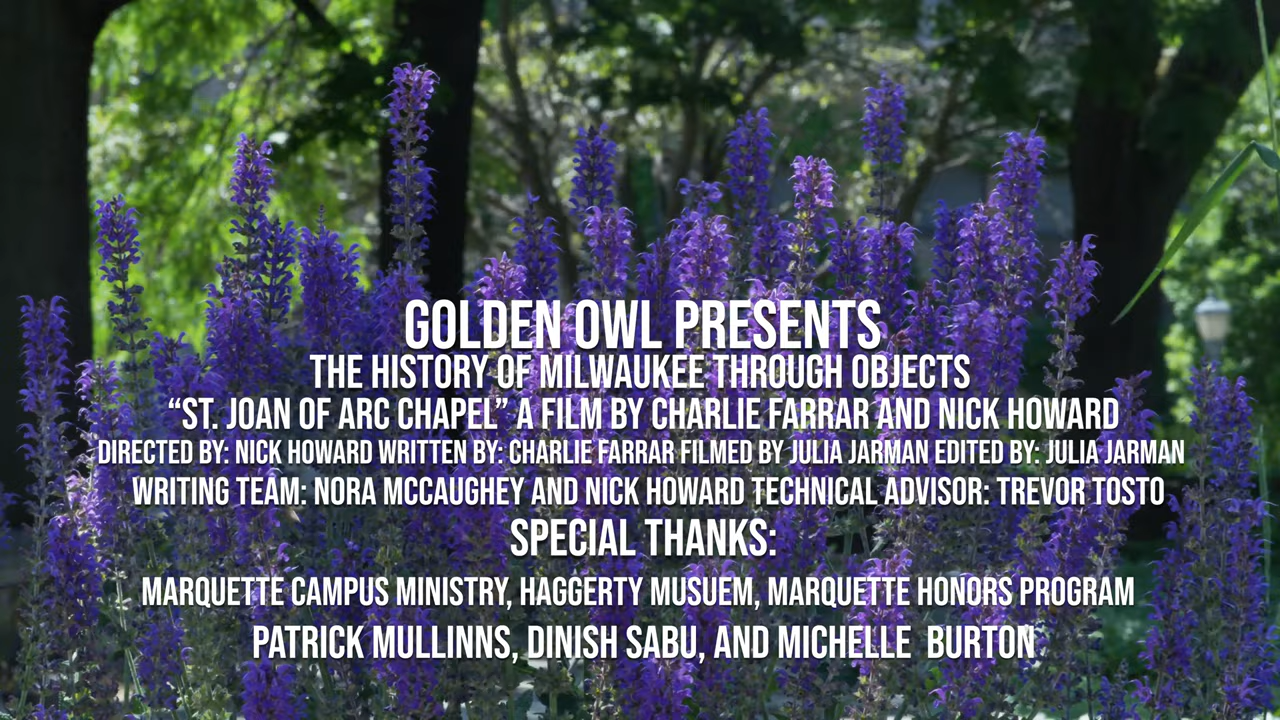 GOLDEN OWL PRESENTS
THE HISTORY OF MILWAUKEE THROUGH OBJECTS
“ST. JOAN OF ARC CHAPEL” A FILM BY CHARLIE FARRAR AND NICK HOWARD
DIRECTED BY: NICK HOWARD WRITTEN BY: CHARLIE FARRAR FILMED BY JULIA JARMAN EDITED BY: JULIA JARMAN
WRITING TEAM: NORA MCCAUGHEY AND NICK HOWARD TECHNICAL ADVISOR: TREVOR TOSTO
SPECIAL THANKS:
MARQUETTE CAMPUS MINISTRY, HAGGERTY MUSUEM, MARQUETTE HONORS PROGRAM
PATRICK MULLINNS, DINISH SABU, AND MICHELLE BURTON